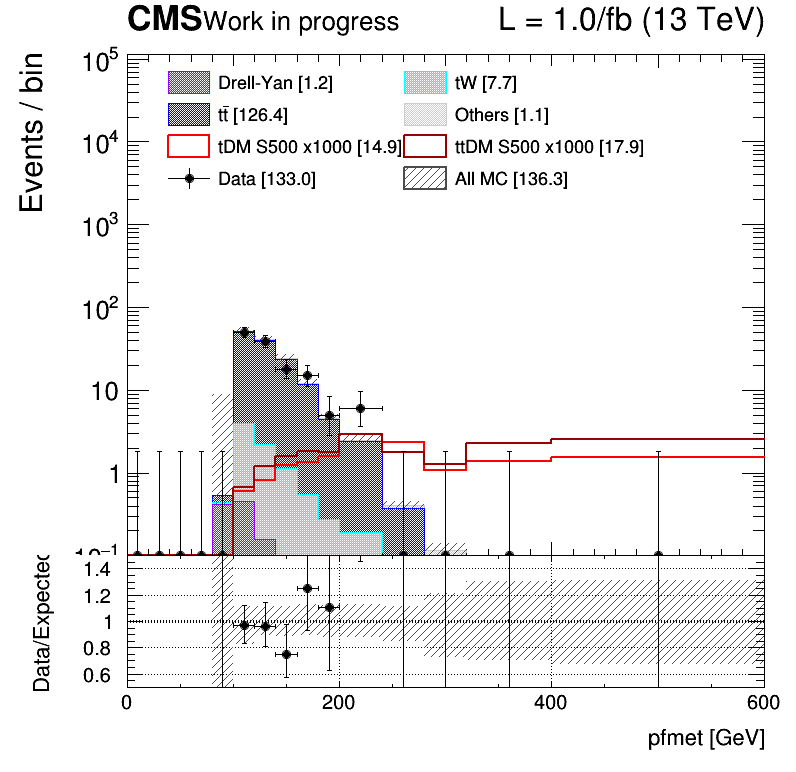 CMS Work in progress L = 1.0/fb (13 TeV)
Events / bin
10⁵
10⁴
10³
10²
10
1
10⁻¹
Drell-Yan [1.2] tW [7.7]
tt̄ [126.4] Others [1.1]
tDM S500 x1000 [14.9] ttDM S500 x1000 [17.9]
Data [133.0] All MC [136.3]
Data/Expected
1.4
1.2
1
0.8
0.6
0 200 400 600
pfmet [GeV]